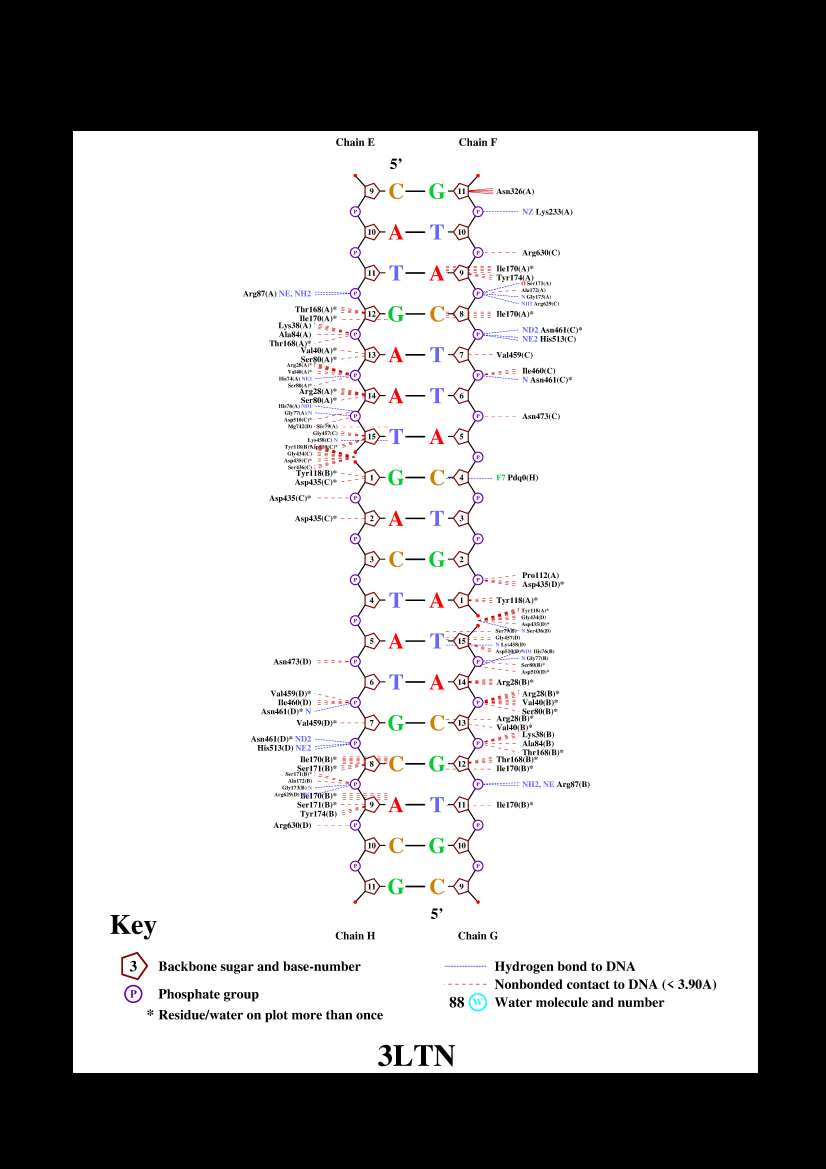 Chain E Chain F
5'
9 C G 11 Asn326(A)
P P NZ Lys233(A)
10 A T 10
P P Arg630(C)
11 T A 9 Ile170(A)*
Tyr174(A)
O Ser171(A)
Ala172(A)
Arg87(A) NE, NH2 P P N Gly173(A)
NH1 Arg629(C)
Thr168(A)*
12 G C 8 Ile170(A)*
Ile170(A)*
Lys38(A)
Ala84(A) P P ND2 Asn461(C)*
NE2 His513(C)
Thr168(A)*
Val40(A)*
13 A T 7 Val459(C)
Ser80(A)*
Arg28(A)*
Val40(A)* Ile460(C)
His74(A) NE2 P P N Asn461(C)*
Ser80(A)*
Arg28(A)*
14 A T 6
Ser80(A)*
His76(A) ND1
Gly77(A) N P P Asn473(C)
Asp510(C)*
Mg742(D) Ser79(A)
Gly457(C) 15 T A 5
Lys458(C) N
Tyr118(B)*
Gly434(C)
Asp435(C)* P
Ser436(C)
Tyr118(B)*
1 G C 4 F7 Pdq0(H)
Asp435(C)*
Asp435(C)* P P
Asp435(C)* 2 A T 3
P P
3 C G 2
P P Pro112(A)
Asp435(D)*
4 T A 1 Tyr118(A)*
Tyr118(A)*
P Gly434(D)
Asp435(D)*
Ser79(B) N Ser436(D)
5 A T 15 Gly457(D)
N Lys458(D)
Asp510(D) ND1 His76(B)
Asn473(D) P P N Gly77(B)
Ser80(B)*
Asp510(D)*
6 T A 14 Arg28(B)*
Val459(D)* Arg28(B)*
Ile460(D) P P Val40(B)*
Asn461(D)* N Ser80(B)*
Val459(D)* 7 G C 13 Arg28(B)*
Val40(B)*
Lys38(B)
Asn461(D)* ND2 P P Ala84(B)
His513(D) NE2
Thr168(B)*
Ile170(B)* 8 C G 12 Thr168(B)*
Ser171(B)* Ile170(B)*
Ser171(B)*
Ala172(B)
Gly173(B) N P P NH2, NE Arg87(B)
Arg629(D)
Ile170(B)*
Ser171(B)* 9 A T 11 Ile170(B)*
Tyr174(B)
Arg630(D) P P
10 C G 10
P P
11 G C 9
5'
Chain H Chain G
Key
3 Backbone sugar and base-number
P Phosphate group
* Residue/water on plot more than once
Hydrogen bond to DNA
Nonbonded contact to DNA (< 3.90A)
88 W Water molecule and number
3LTN